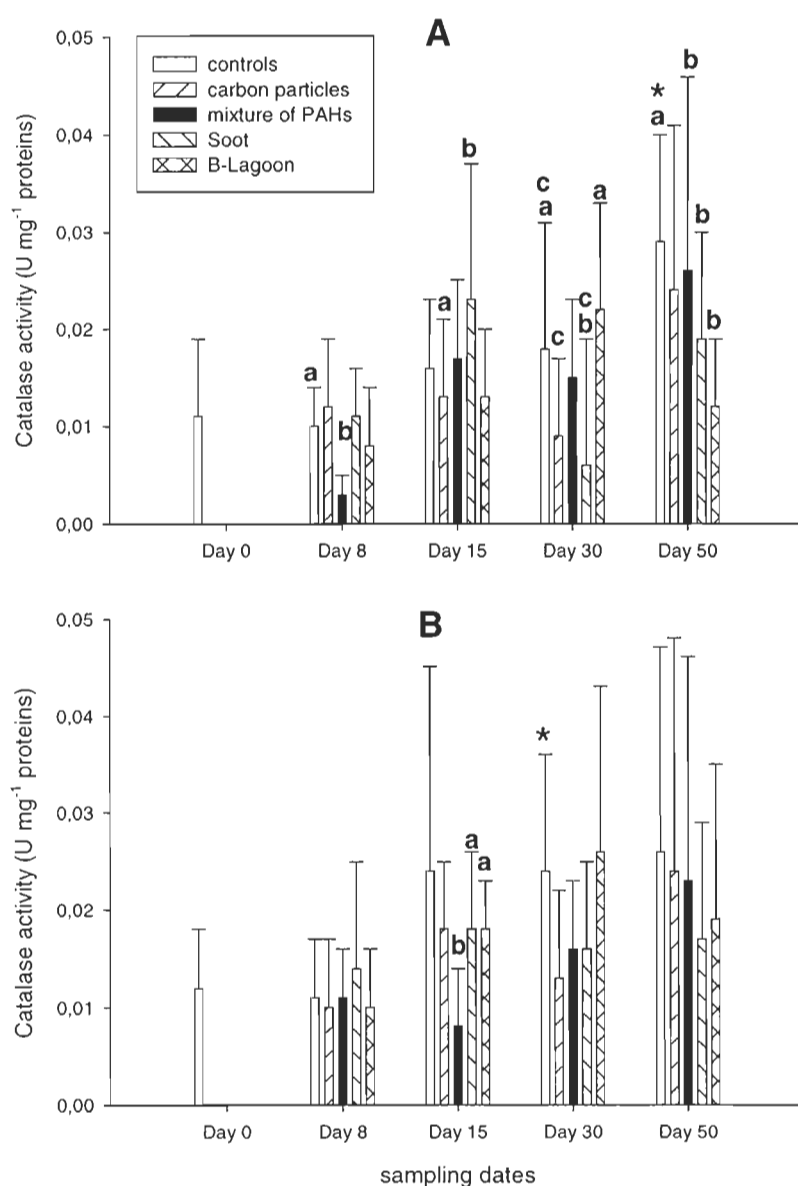 A
controls
carbon particles
mixture of PAHs
Soot
B-Lagoon
Catalase activity (U mg-1 proteins)
0,05
0,04
0,03
0,02
0,01
0,00
a
b
a
b
c
a
c
c
b
a
*
a
b
b
b
Day 0
Day 8
Day 15
Day 30
Day 50
B
Catalase activity (U mg-1 proteins)
0,05
0,04
0,03
0,02
0,01
0,00
b
a
a
*
Day 0
Day 8
Day 15
Day 30
Day 50
sampling dates